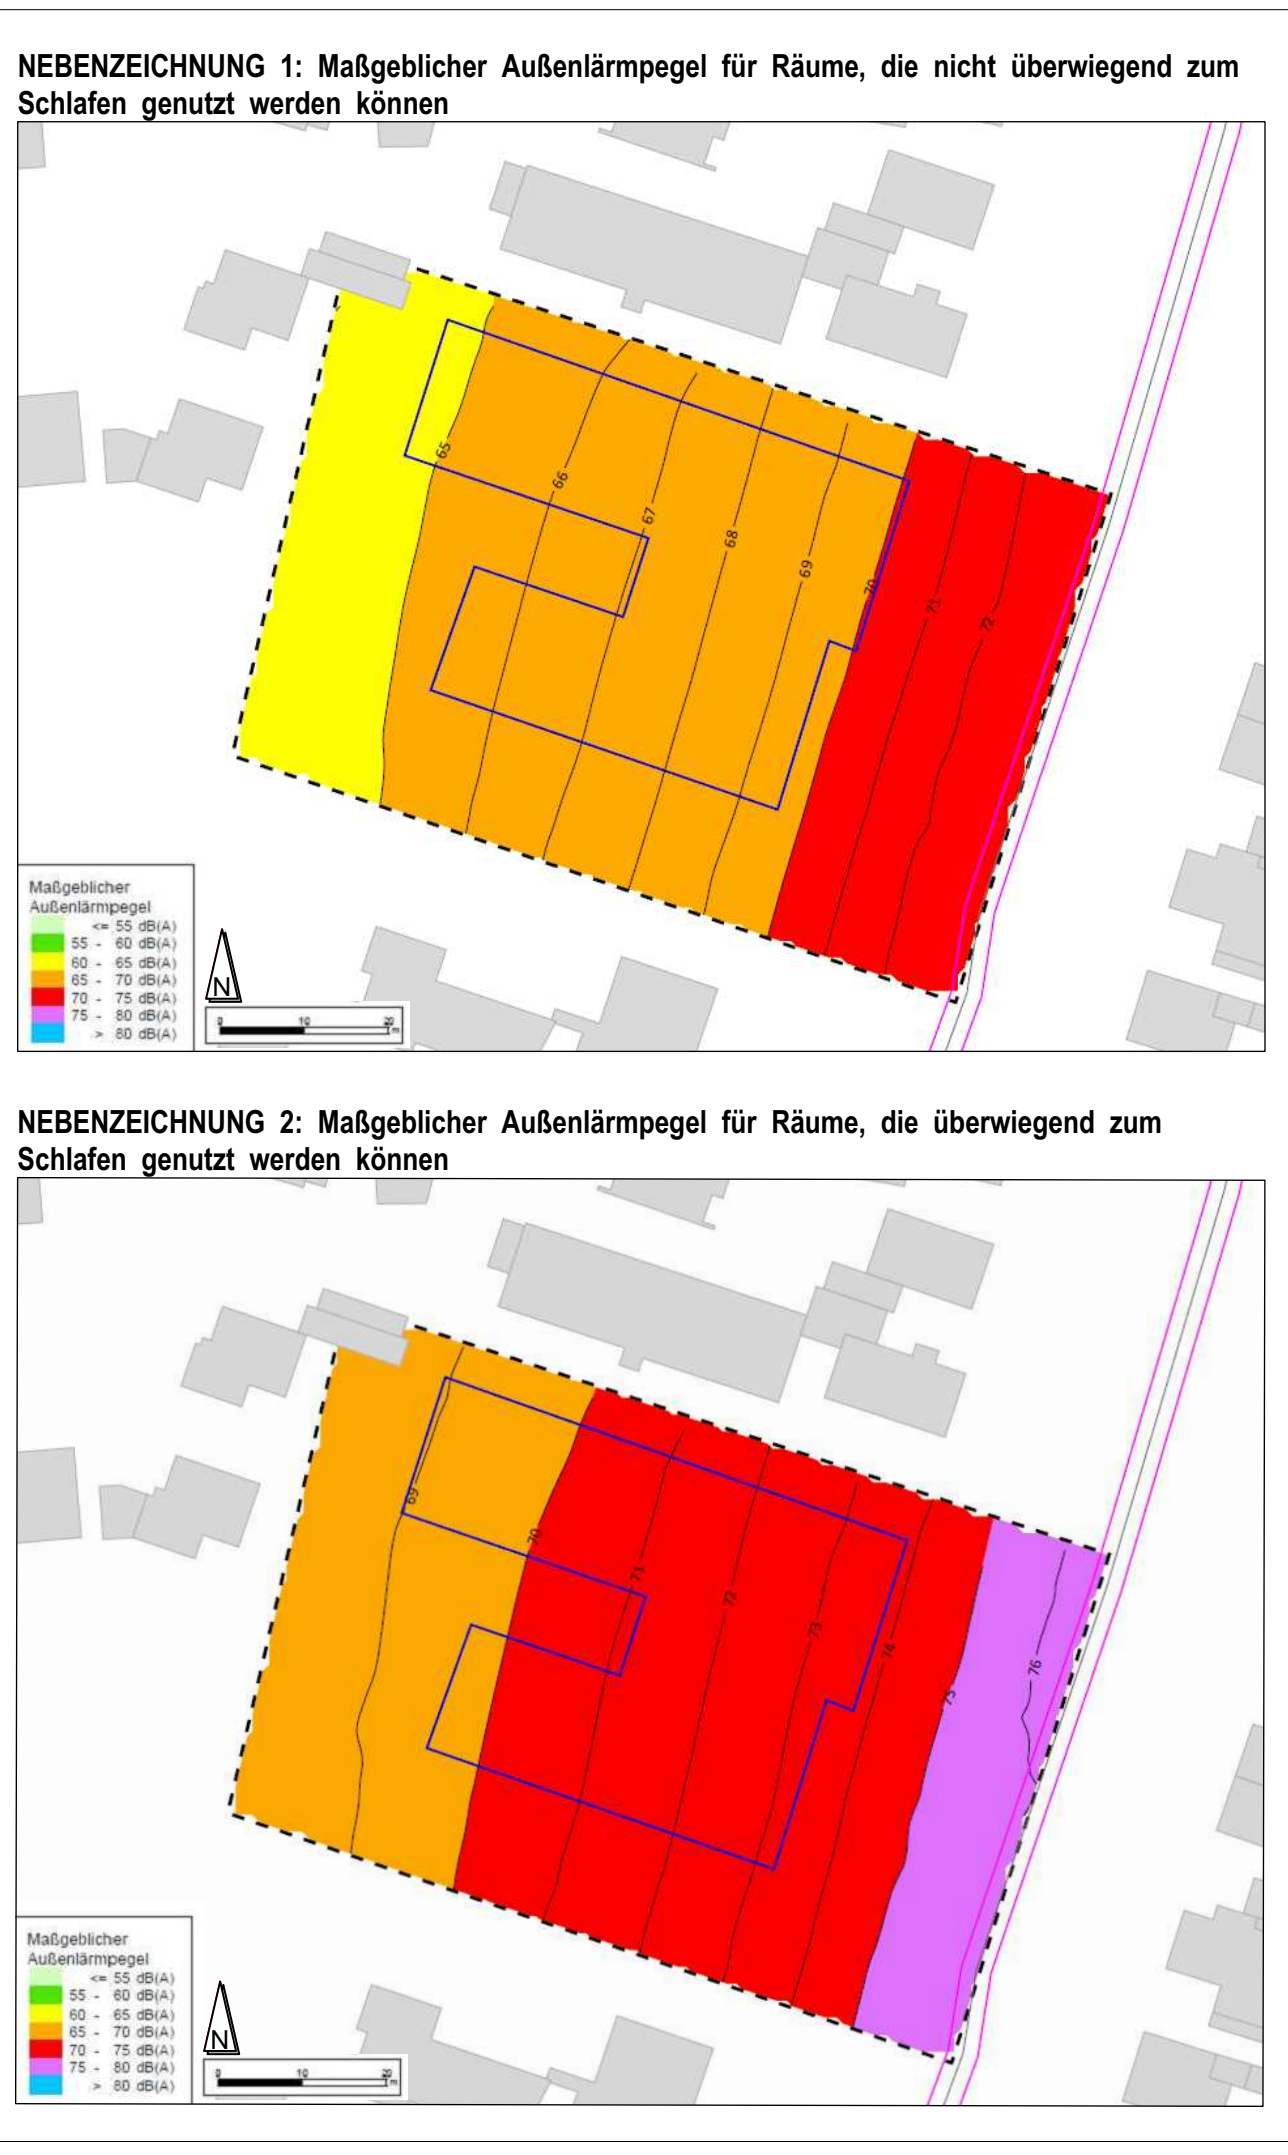 NEBENZEICHNUNG 1: Maßgeblicher Außenlärmpegel für Räume, die nicht überwiegend zum
Schlafen genutzt werden können
65
66
67
68
69
70
71
72
Maßgeblicher
Außenlärmpegel
<= 55 dB(A)
55 - 60 dB(A)
60 - 65 dB(A)
65 - 70 dB(A)
70 - 75 dB(A)
75 - 80 dB(A)
> 80 dB(A)
N
0 10 20
m
NEBENZEICHNUNG 2: Maßgeblicher Außenlärmpegel für Räume, die überwiegend zum
Schlafen genutzt werden können
69
70
71
72
73
74
75
76
Maßgeblicher
Außenlärmpegel
<= 55 dB(A)
55 - 60 dB(A)
60 - 65 dB(A)
65 - 70 dB(A)
70 - 75 dB(A)
75 - 80 dB(A)
> 80 dB(A)
N
0 10 20
m